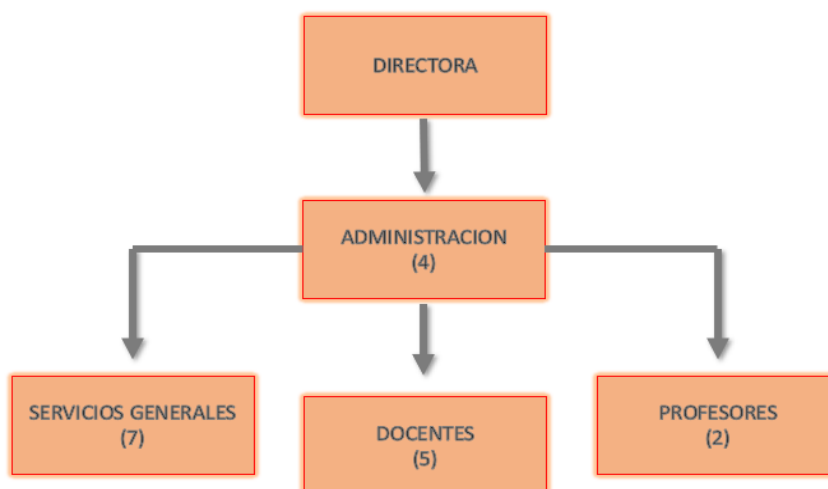 DIRECTORA
ADMINISTRACION
(4)
SERVICIOS GENERALES
(7)
DOCENTES
(5)
PROFESORES
(2)